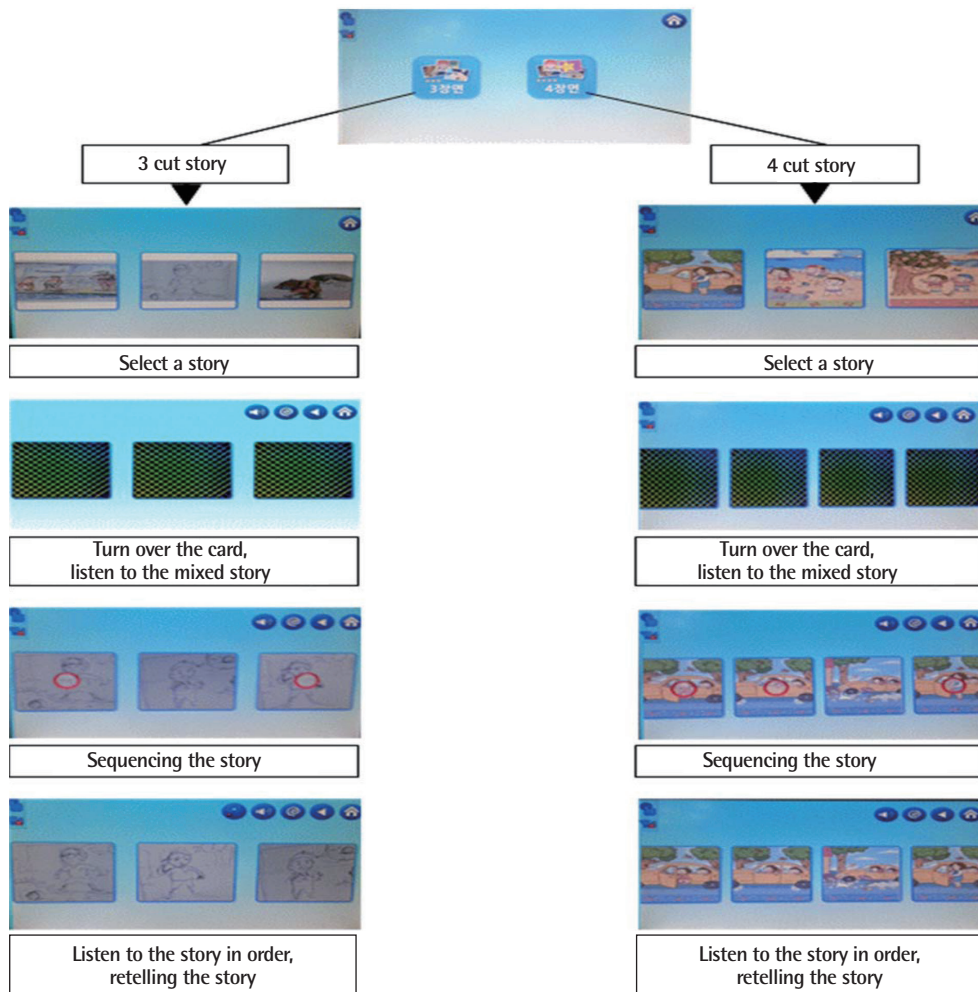 3장면
4장면
3 cut story
4 cut story
Select a story
Select a story
Turn over the card,
listen to the mixed story
Turn over the card,
listen to the mixed story
Sequencing the story
Sequencing the story
Listen to the story in order,
retelling the story
Listen to the story in order,
retelling the story